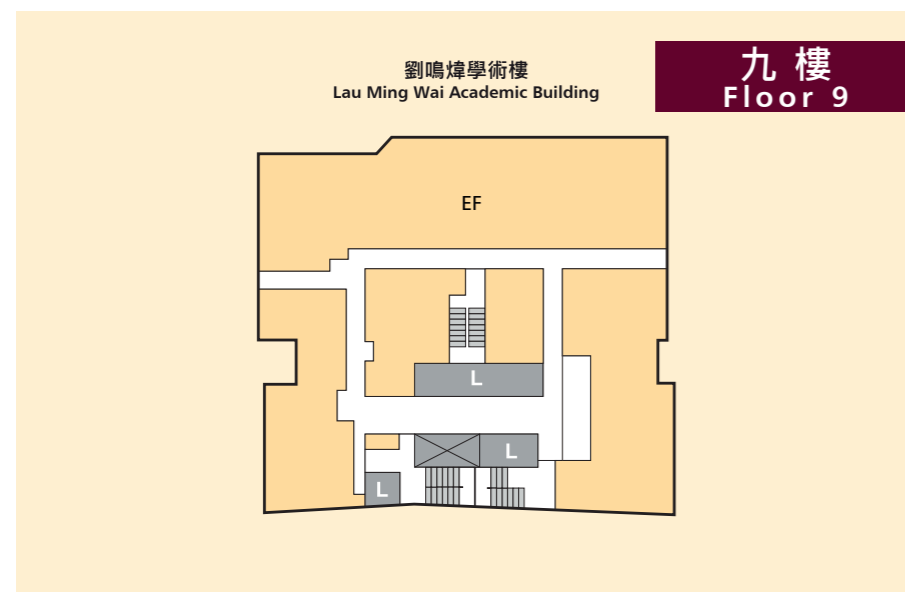 劉鳴煒學術樓
Lau Ming Wai Academic Building
九樓
Floor 9
EF
L
L
L